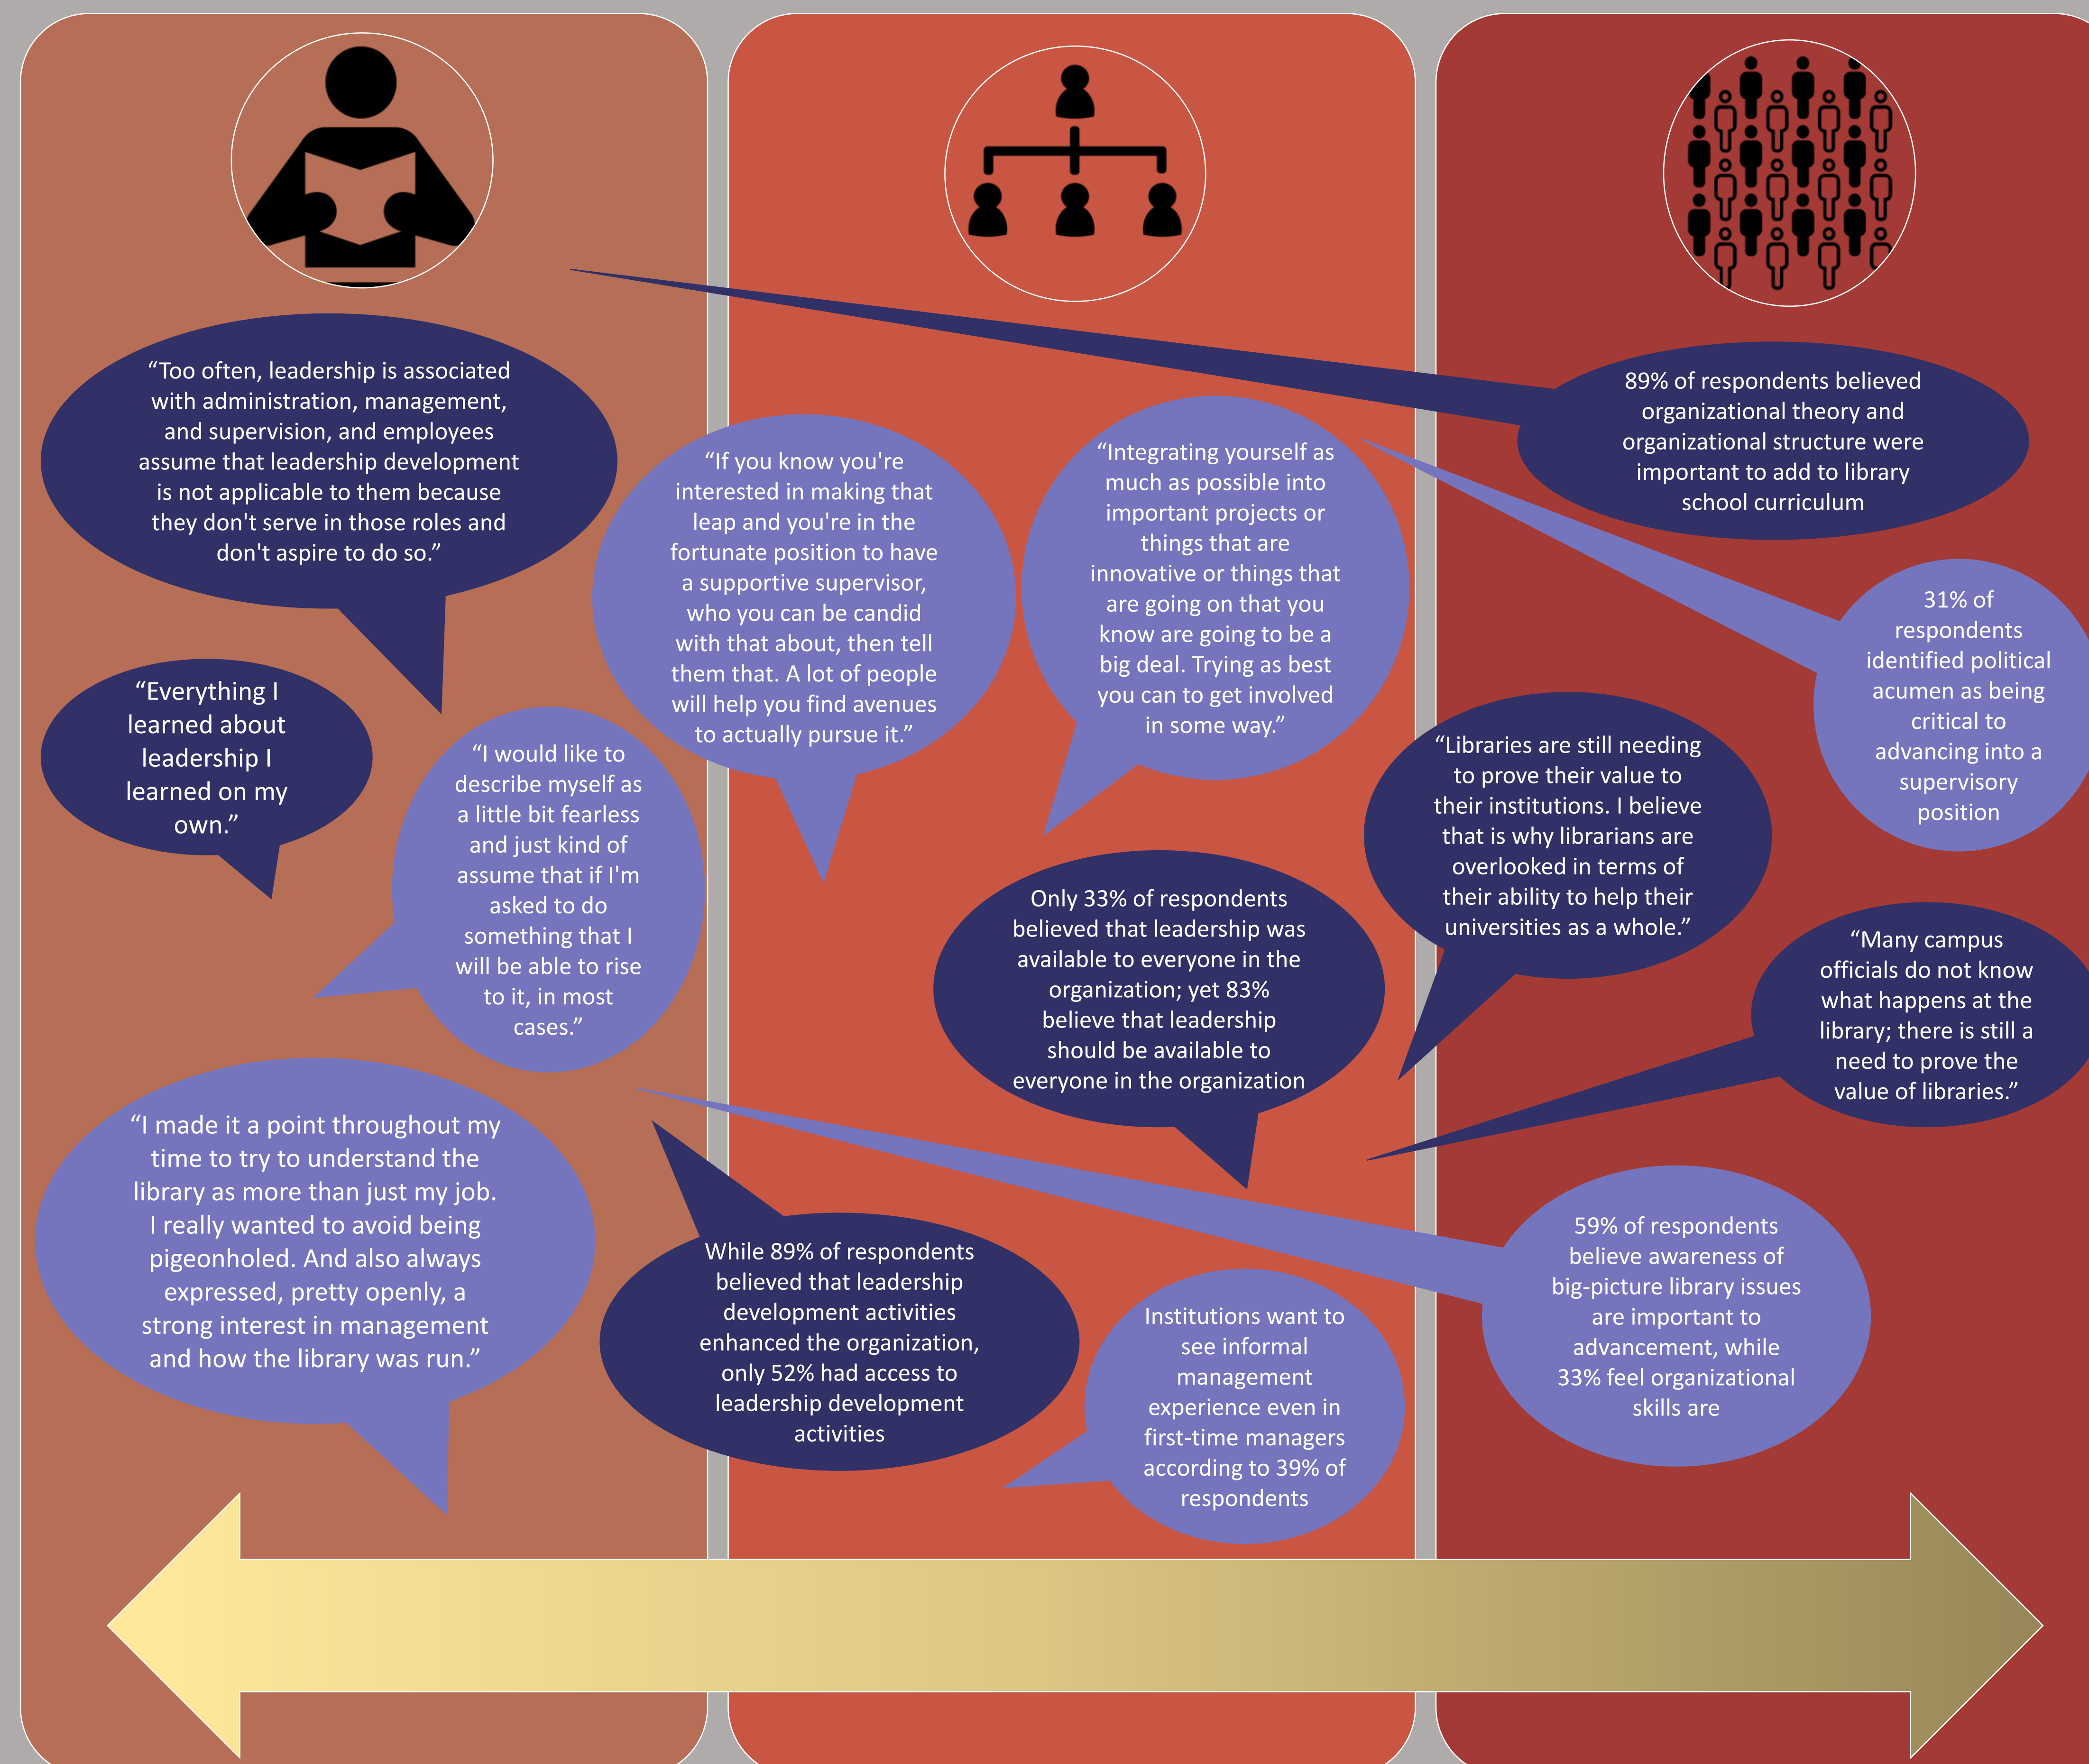 “Too often, leadership is associated
with administration, management,
and supervision, and employees
assume that leadership development
is not applicable to them because
they don't serve in those roles and
don't aspire to do so.”
“Everything I
learned about
leadership I
learned on my
own.”
“I would like to
describe myself as
a little bit fearless
and just kind of
assume that if I'm
asked to do
something that I
will be able to rise
to it, in most
cases.”
“I made it a point throughout my
time to try to understand the
library as more than just my job.
I really wanted to avoid being
pigeonholed. And also always
expressed, pretty openly, a
strong interest in management
and how the library was run.”
“If you know you're
interested in making that
leap and you're in the
fortunate position to have
a supportive supervisor,
who you can be candid
with that about, then tell
them that. A lot of people
will help you find avenues
to actually pursue it.”
“Integrating yourself as
much as possible into
important projects or
things that are
innovative or things that
are going on that you
know are going to be a
big deal. Trying as best
you can to get involved
in some way.”
Only 33% of respondents
believed that leadership was
available to everyone in the
organization; yet 83%
believe that leadership
should be available to
everyone in the organization
While 89% of respondents
believed that leadership
development activities
enhanced the organization,
only 52% had access to
leadership development
activities
Institutions want to
see informal
management
experience even in
first-time managers
according to 39% of
respondents
89% of respondents believed
organizational theory and
organizational structure were
important to add to library
school curriculum
31% of
respondents
identified political
acumen as being
critical to
advancing into a
supervisory
position
“Libraries are still needing
to prove their value to
their institutions. I believe
that is why librarians are
overlooked in terms of
their ability to help their
universities as a whole.”
“Many campus
officials do not know
what happens at the
library; there is still a
need to prove the
value of libraries.”
59% of respondents
believe awareness of
big-picture library issues
are important to
advancement, while
33% feel organizational
skills are